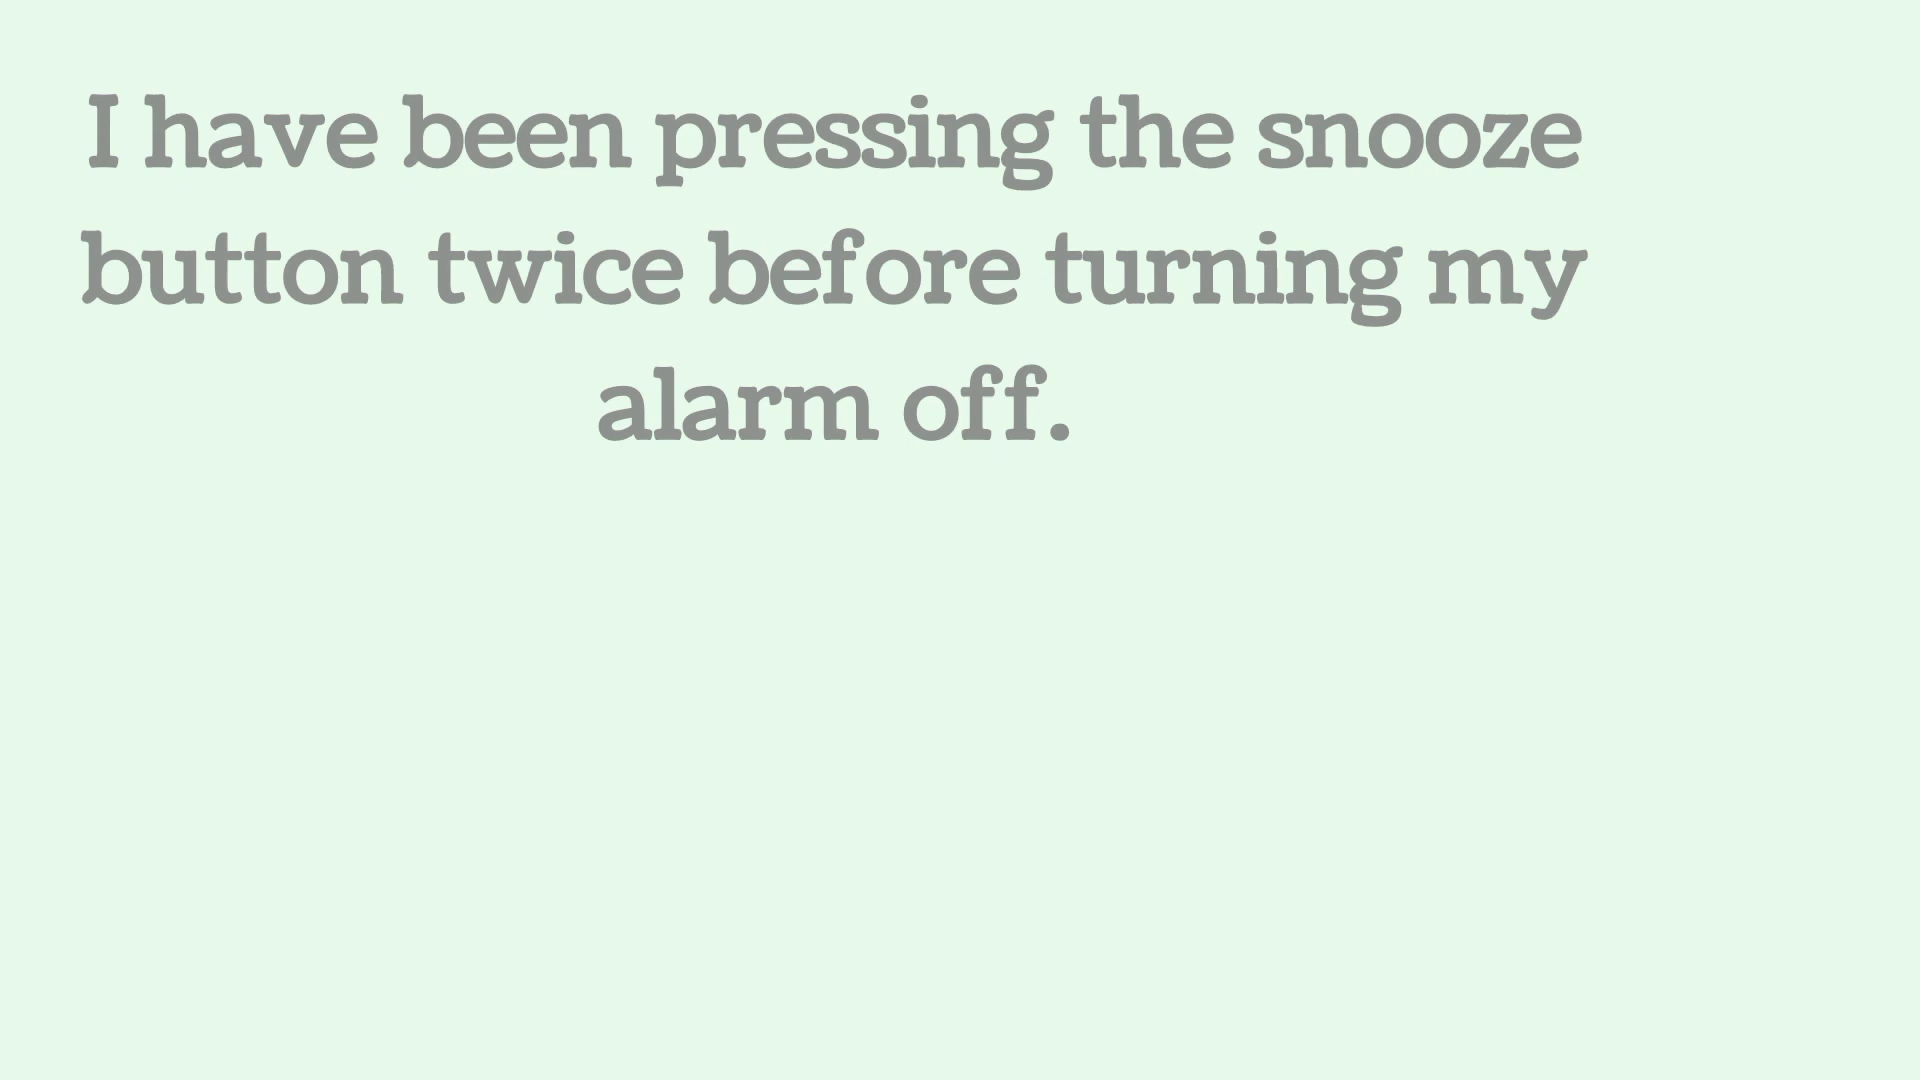 I have been pressing the snooze
button twice before turning my
alarm off.